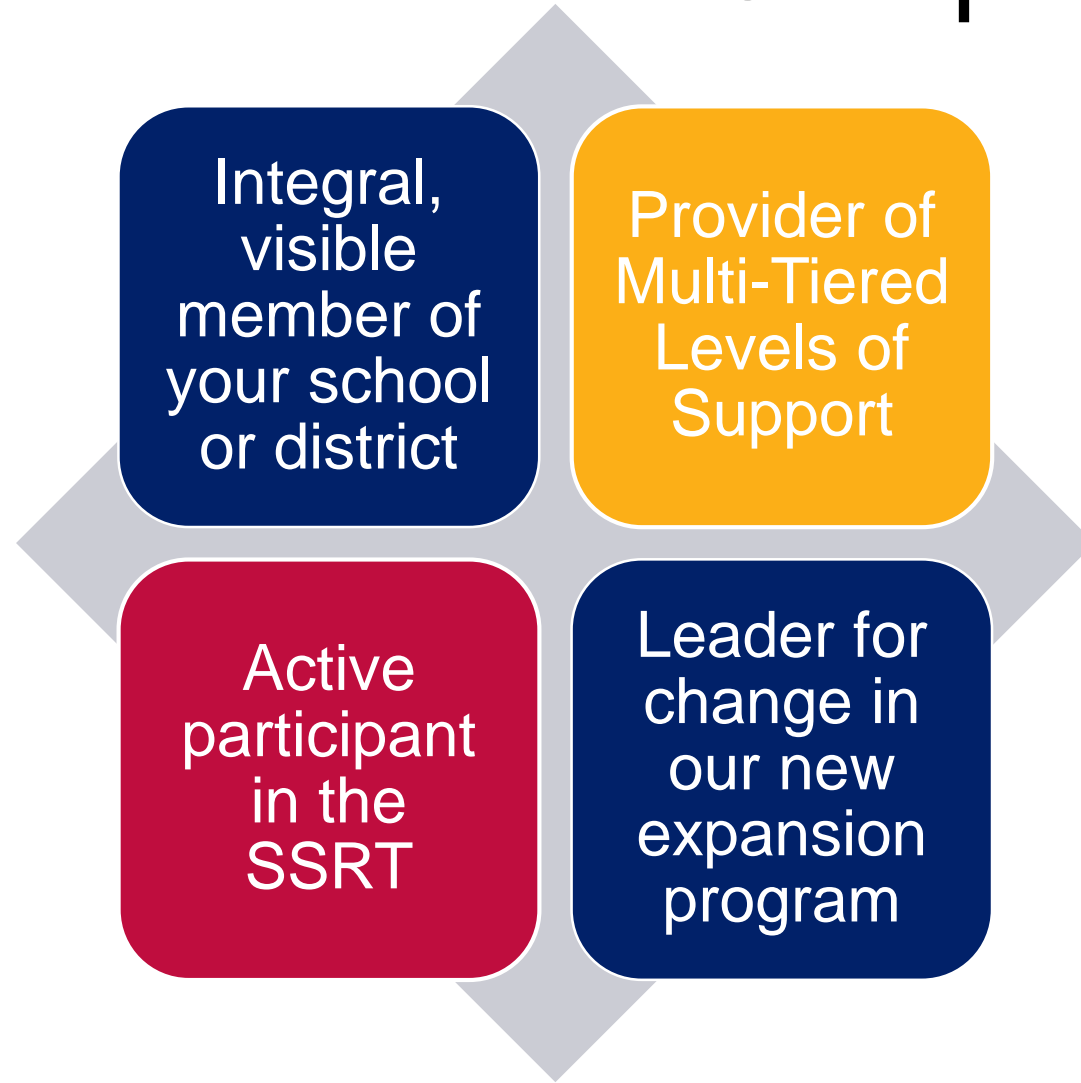 Integral,
visible
member of
your school
or district
Provider of
Multi-Tiered
Levels of
Support
Active
participant
in the
SSRT
Leader for
change in
our new
expansion
program